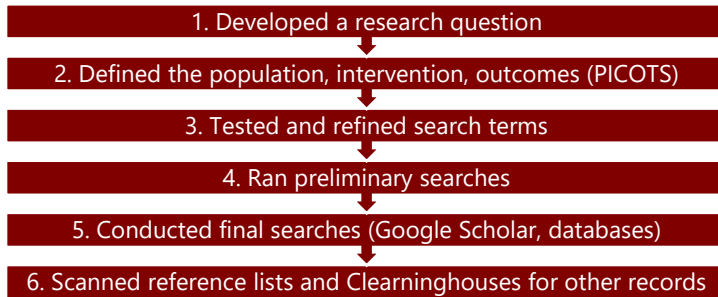 1. Developed a research question
2. Defined the population, intervention, outcomes (PICOTS)
3. Tested and refined search terms
4. Ran preliminary searches
5. Conducted final searches (Google Scholar, databases)
6. Scanned reference lists and Clearninghouses for other records